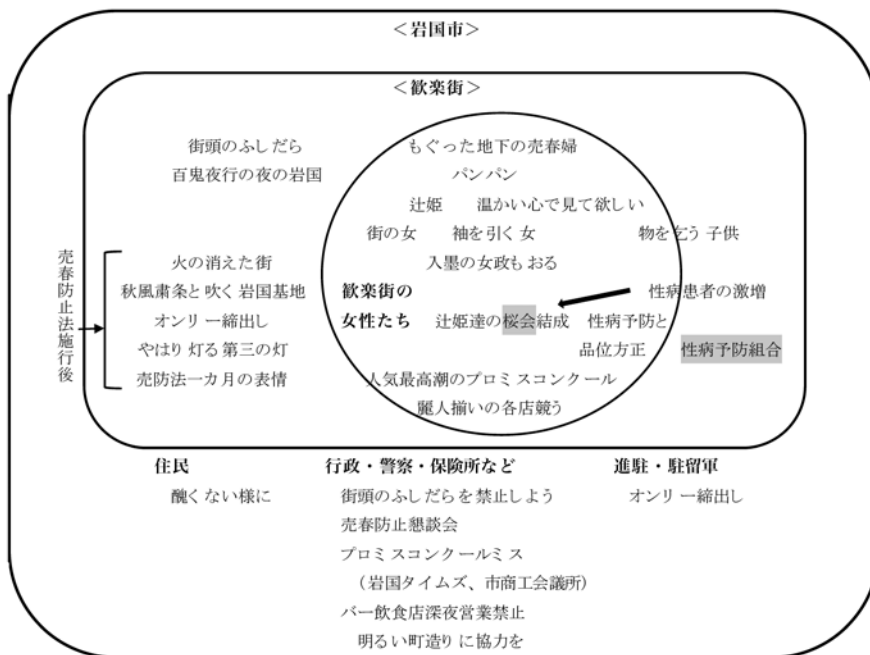 ＜岩国市＞
＜歓楽街＞
街頭のふしだら
百鬼夜行の夜の岩国
もぐった地下の売春婦
パンパン
辻姫　温かい心で見て欲しい
街の女　袖を引く女
物を乞う子供
入墨の女政もおる
売春防止法施行後
火の消えた街
秋風粛条と吹く岩国基地
オンリー締出し
やはり灯る第三の灯
売防法一カ月の表情
歓楽街の
女性たち
辻姫達の桜会結成
性病患者の激増
性病予防と
品位方正
性病予防組合
人気最高潮のプロミスコンクール
麗人揃いの各店競う
住民
醜くない様に
行政・警察・保険所など
街頭のふしだらを禁止しよう
売春防止懇談会
プロミスコンクールミス
（岩国タイムズ、市商工会議所）
バー飲食店深夜営業禁止
明るい町造りに協力を
進駐・駐留軍
オンリー締出し